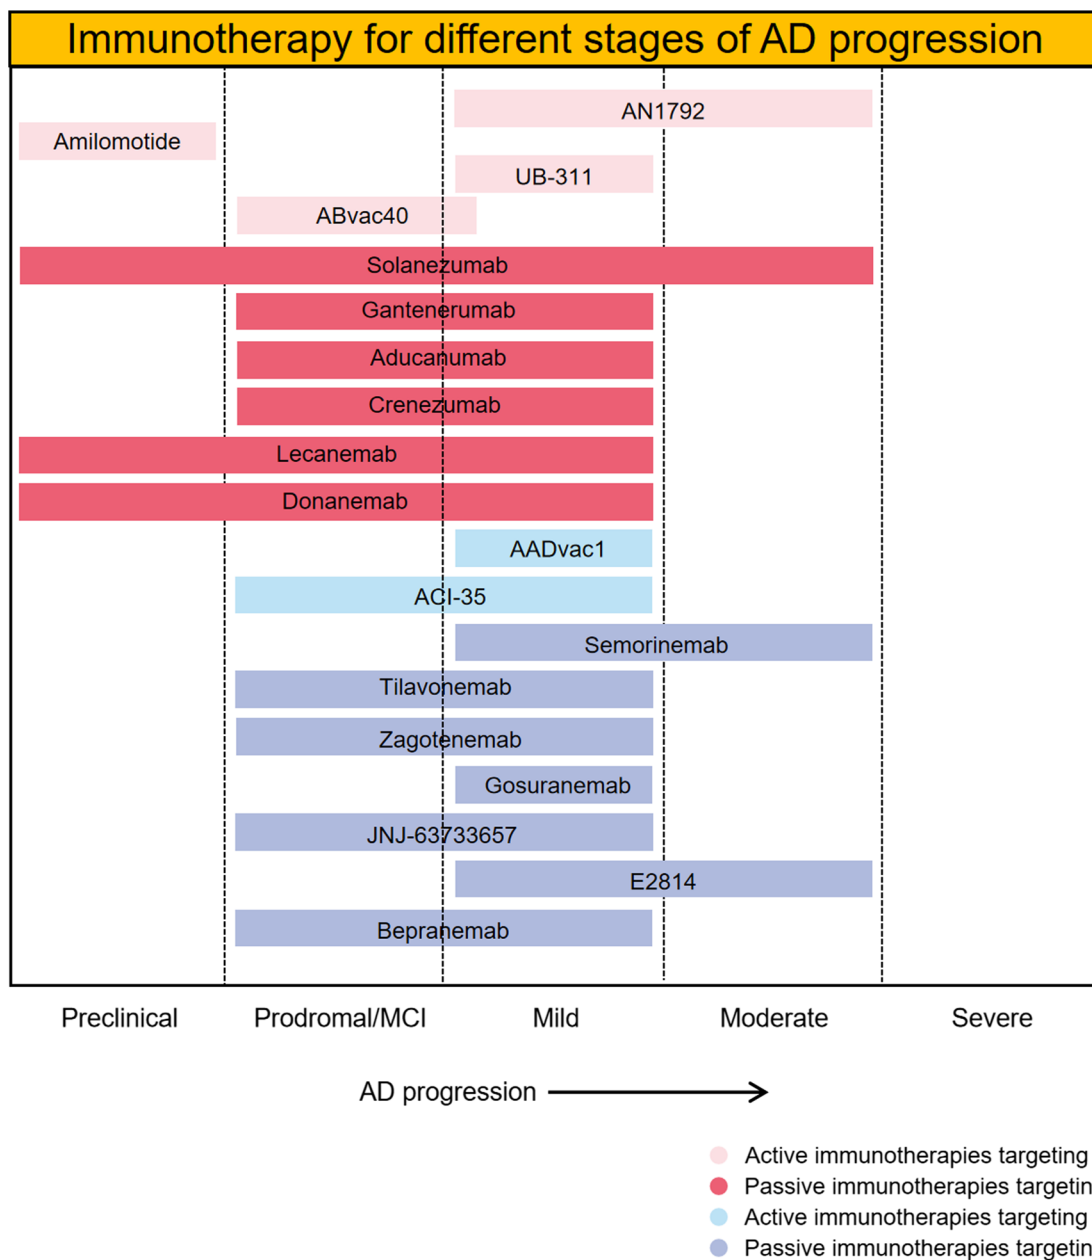 Immunotherapy for different stages of AD progression
AN1792
Amilomotide
UB-311
ABvac40
Solanezumab
Gantenerumab
Aducanumab
Crenezumab
Lecanemab
Donanemab
AADvac1
ACI-35
Semorinemab
Tilavonemab
Zagotenemab
Gosuranemab
JNJ-63733657
E2814
Bepranemab
Preclinical Prodromal/MCI Mild Moderate Severe
AD progression
Active immunotherapies targeting
Passive immunotherapies targetin
Active immunotherapies targeting
Passive immunotherapies targetin